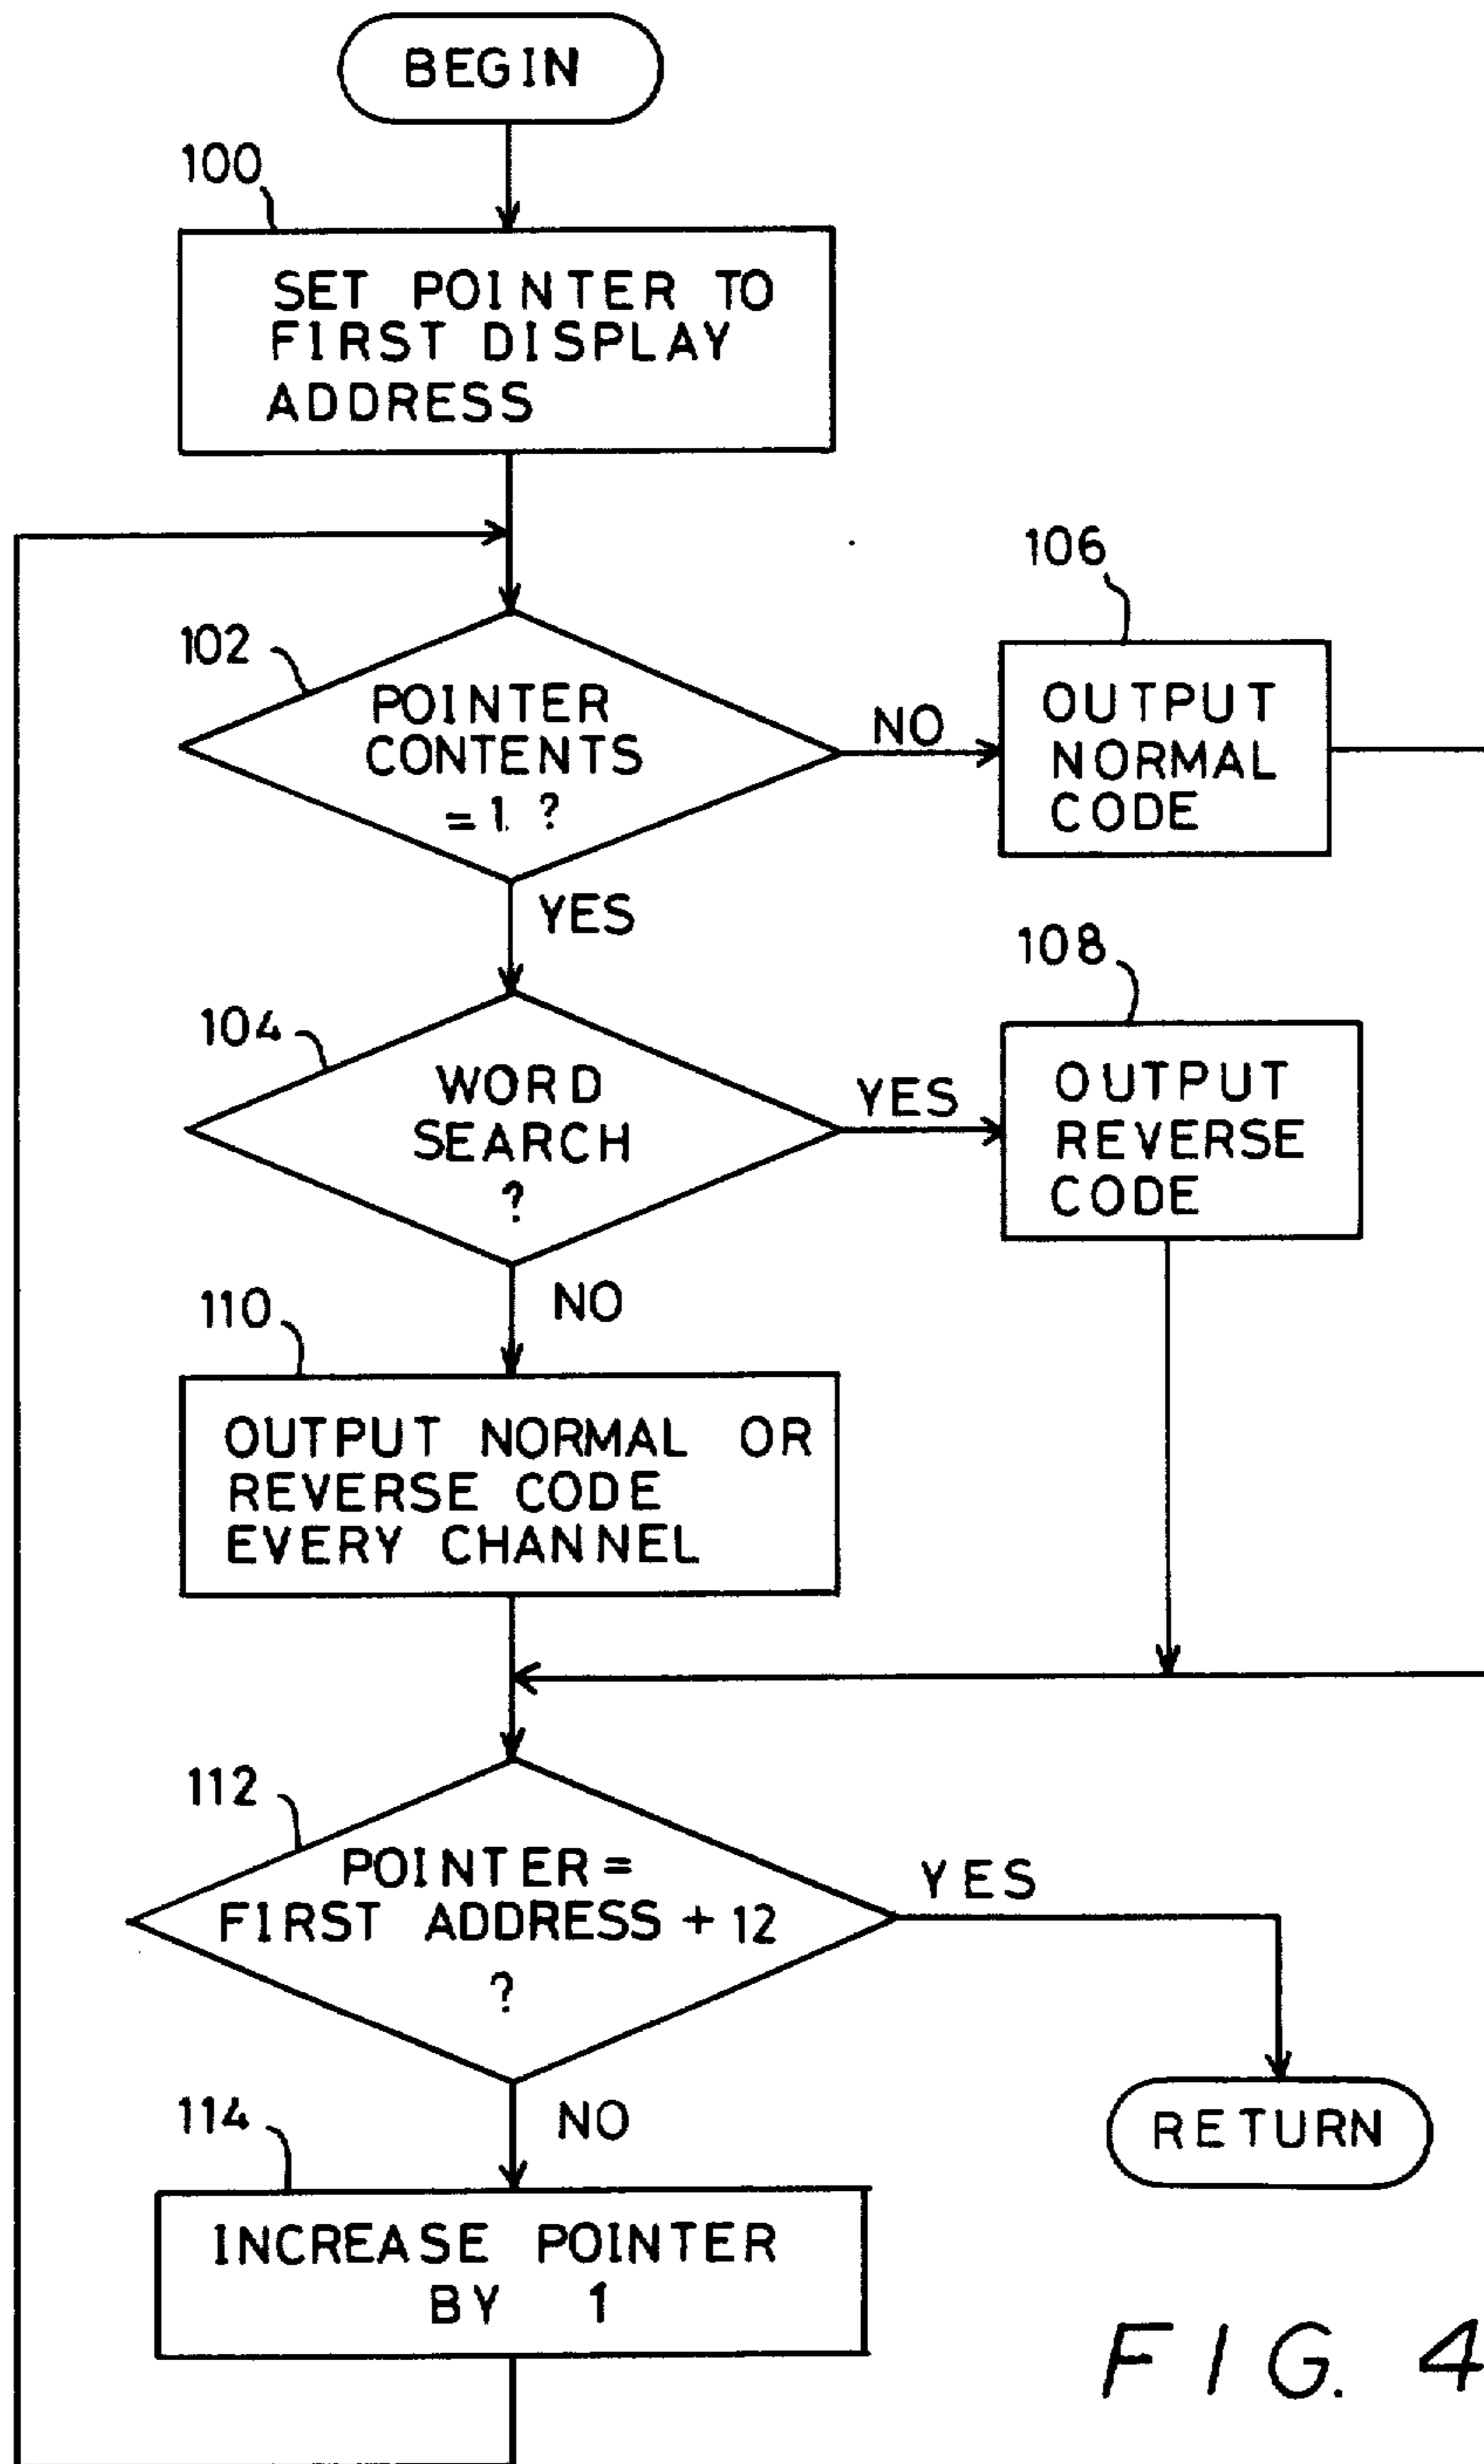 BEGIN
100
SET POINTER TO
FIRST DISPLAY
ADDRESS
102
POINTER
CONTENTS
=1 ?
NO
106
OUTPUT
NORMAL
CODE
YES
104
WORD
SEARCH
?
YES
108
OUTPUT
REVERSE
CODE
NO
110
OUTPUT NORMAL OR
REVERSE CODE
EVERY CHANNEL
112
POINTER =
FIRST ADDRESS + 12
?
YES
RETURN
NO
114
INCREASE POINTER
BY 1
FIG. 4